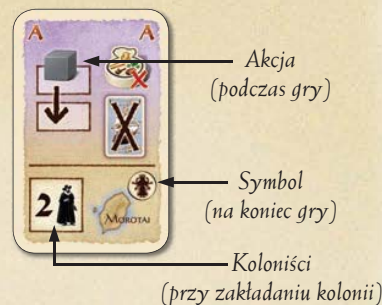 A A
Akcja
(podczas gry)
Symbol
(na koniec gry)
2
MOROTAI
Koloniści
(przy zakładaniu kolonii)